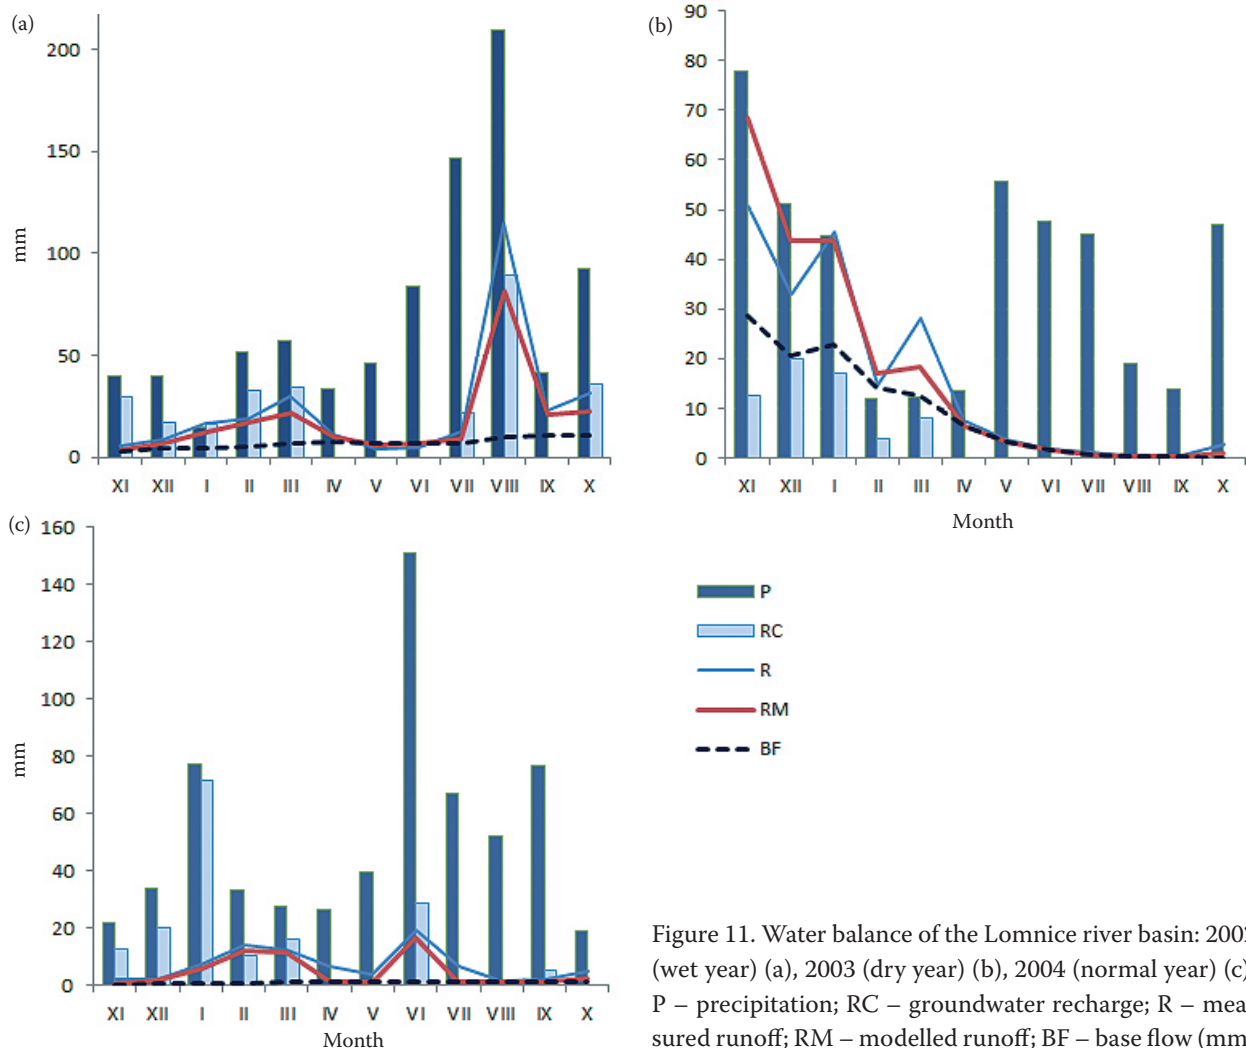 (a)
200
150
100
50
0
mm
XI XII I II III IV V VI VII VIII IX X
(b)
90
80
70
60
50
40
30
20
10
0
XI XII I II III IV V VI VII VIII IX X
Month
(c)
160
140
120
100
80
60
40
20
0
mm
XI XII I II III IV V VI VII VIII IX X
Month
P
RC
R
RM
BF
Figure 11. Water balance of the Lomnice river basin: 2002
(wet year) (a), 2003 (dry year) (b), 2004 (normal year) (c)
P – precipitation; RC – groundwater recharge; R – mea
sured runoff; RM – modelled runoff; BF – base flow (mm